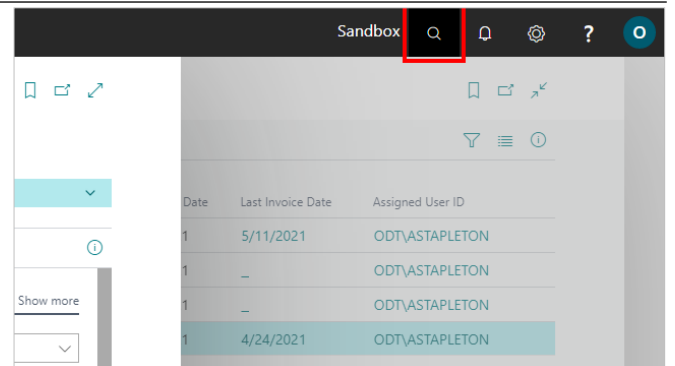 Sandbox ? O
Date Last Invoice Date Assigned User ID
1 5/11/2021 ODT\ASTAPLETON
1 _ ODT\ASTAPLETON
Show more 1 _ ODT\ASTAPLETON
1 4/24/2021 ODT\ASTAPLETON